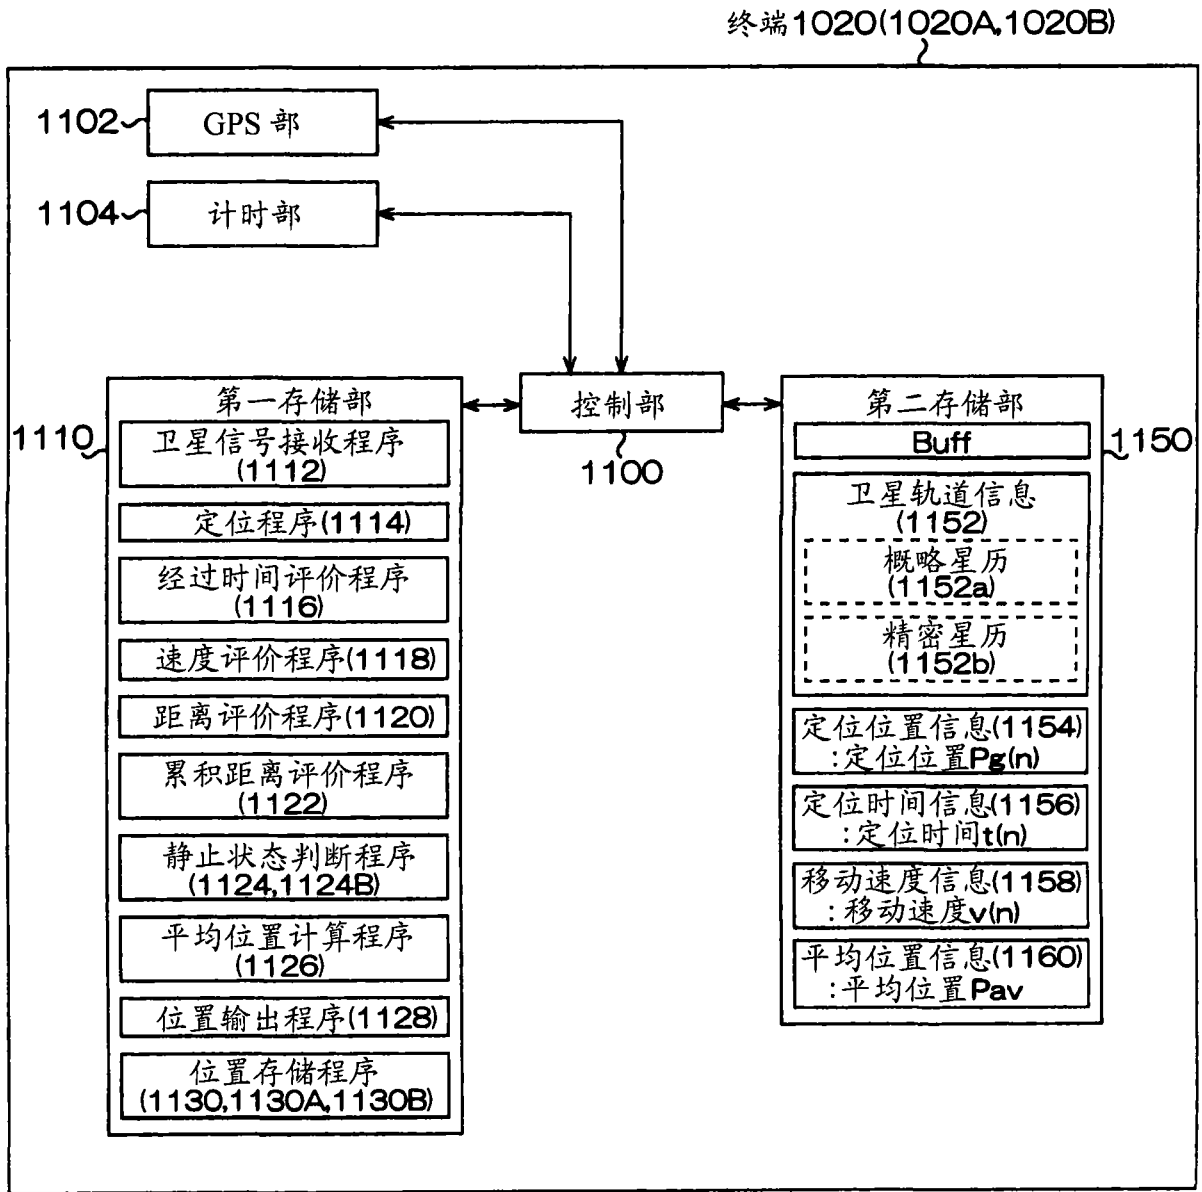 终端1020(1020A,1020B)
1102
GPS 部
1104
计时部
控制部
1100
第一存储部
1110
卫星信号接收程序
(1112)
定位程序(1114)
经过时间评价程序
(1116)
速度评价程序(1118)
距离评价程序(1120)
累积距离评价程序
(1122)
静止状态判断程序
(1124,1124B)
平均位置计算程序
(1126)
位置输出程序(1128)
位置存储程序
(1130,1130A,1130B)
第二存储部
1150
Buff
卫星轨道信息
(1152)
概略星历
(1152a)
精密星历
(1152b)
定位位置信息(1154)
:定位位置Pg(n)
定位时间信息(1156)
:定位时间t(n)
移动速度信息(1158)
:移动速度v(n)
平均位置信息(1160)
:平均位置Pav